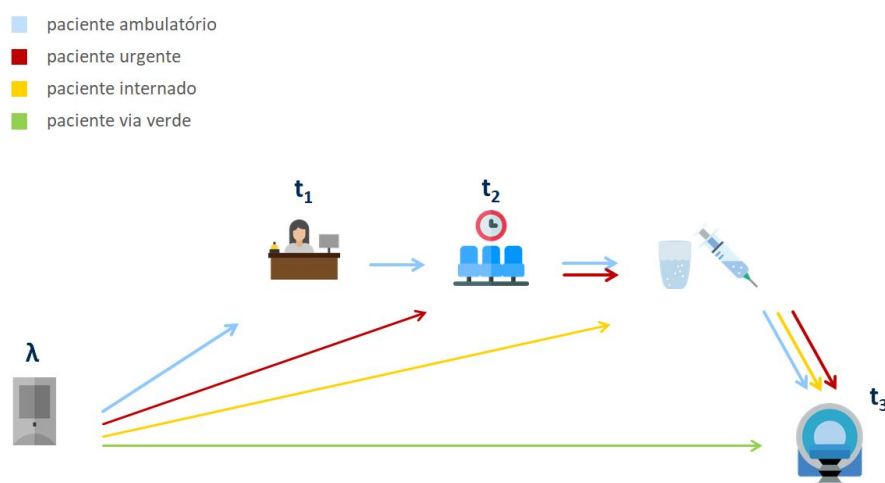 paciente ambulatório
paciente urgente
paciente internado
paciente via verde
t₁
t₂
λ
t₃